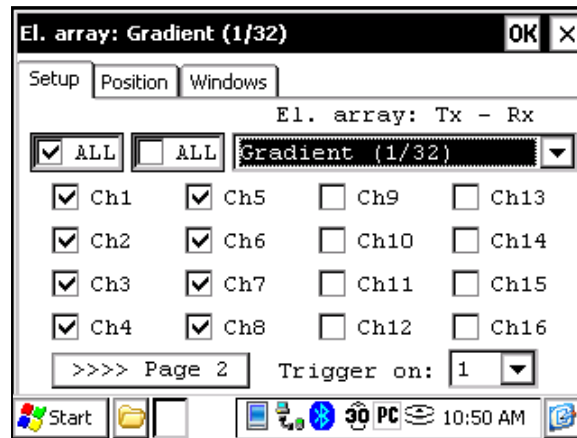 El. array: Gradient (1/32) OK ×
Setup Position Windows
El. array: Tx - Rx
ALL ALL Gradient (1/32)
Ch1 Ch5 Ch9 Ch13
Ch2 Ch6 Ch10 Ch14
Ch3 Ch7 Ch11 Ch15
Ch4 Ch8 Ch12 Ch16
>>>> Page 2 Trigger on: 1
Start 30 PC 10:50 AM